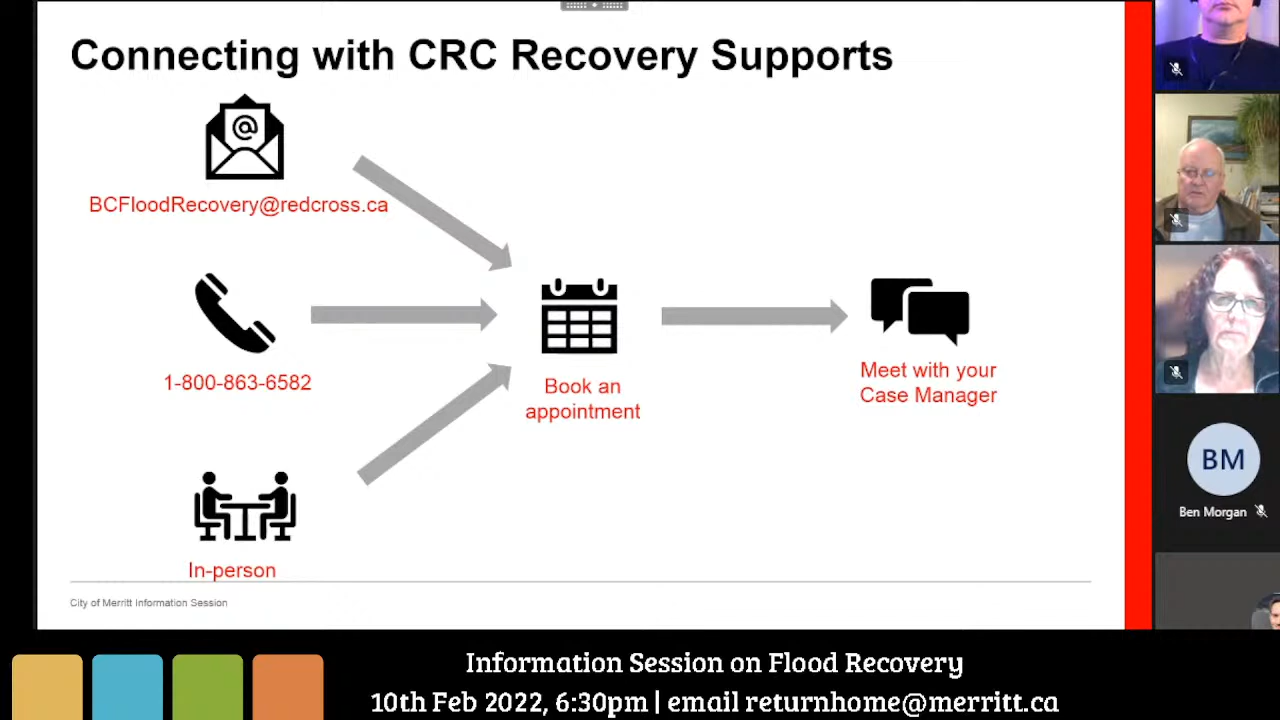 Connecting with CRC Recovery Supports
@
BCFloodRecovery@redcross.ca
1-800-863-6582
In-person
Book an
appointment
Meet with your
Case Manager
City of Merritt Information Session
BM
Ben Morgan
Information Session on Flood Recovery
10th Feb 2022, 6:30pm | email returnhome@merritt.ca